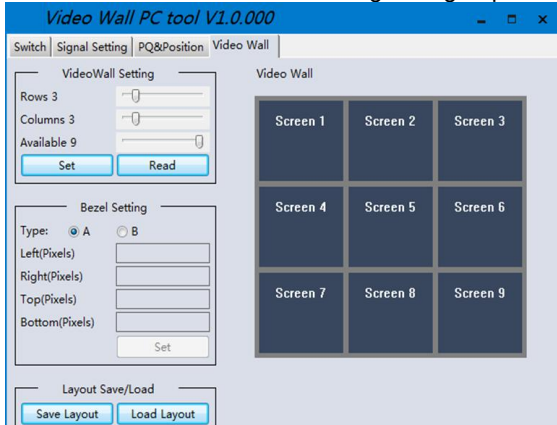 Video Wall PC tool V1.0.000
Switch Signal Setting PQ&Position Video Wall
VideoWall Setting
Rows 3
Columns 3
Available 9
Set Read
Bezel Setting
Type: A B
Left(Pixels)
Right(Pixels)
Top(Pixels)
Bottom(Pixels)
Set
Layout Save/Load
Save Layout Load Layout
Video Wall
Screen 1 Screen 2 Screen 3
Screen 4 Screen 5 Screen 6
Screen 7 Screen 8 Screen 9